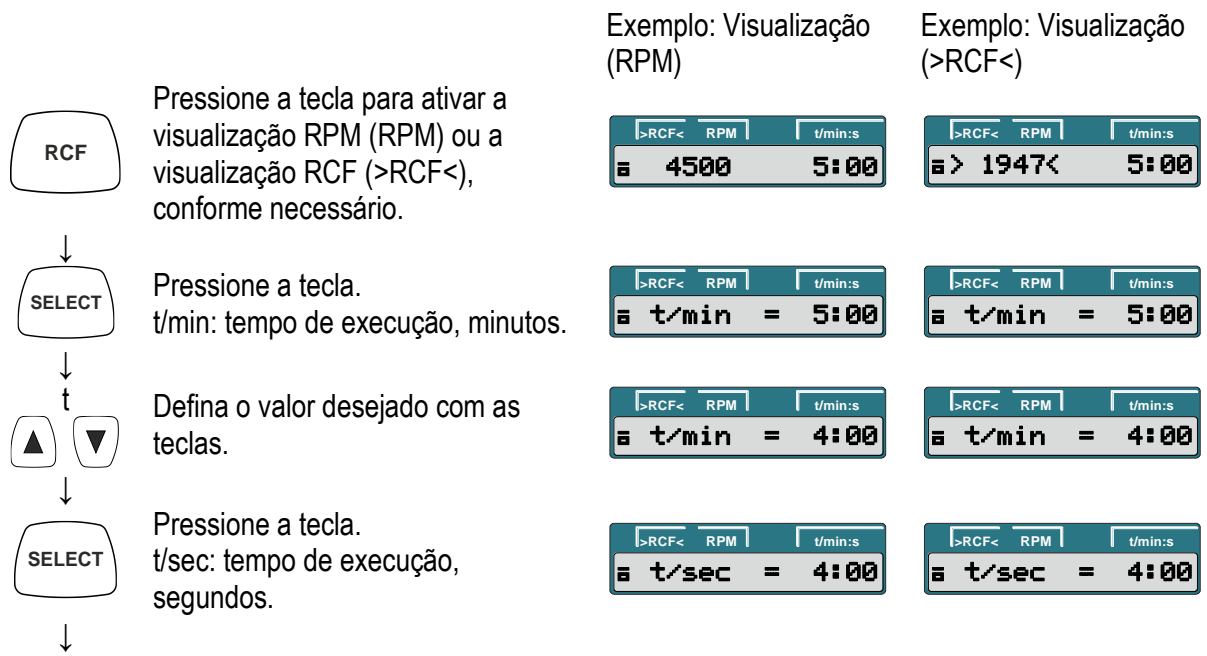 Exemplo: Visualização
(RPM)
Exemplo: Visualização
(>RCF<)
RCF
Pressione a tecla para ativar a
visualização RPM (RPM) ou a
visualização RCF (>RCF<),
conforme necessário.
>RCF< RPM t/min:s
4500 5:00
>RCF< RPM t/min:s
> 1947< 5:00
↓
SELECT
Pressione a tecla.
t/min: tempo de execução, minutos.
>RCF< RPM t/min:s
t/min = 5:00
>RCF< RPM t/min:s
t/min = 5:00
↓
t
▲ ▼
Defina o valor desejado com as
teclas.
>RCF< RPM t/min:s
t/min = 4:00
>RCF< RPM t/min:s
t/min = 4:00
↓
SELECT
Pressione a tecla.
t/sec: tempo de execução,
segundos.
>RCF< RPM t/min:s
t/sec = 4:00
>RCF< RPM t/min:s
t/sec = 4:00
↓